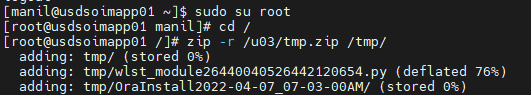 [manil@usdsoimapp01 ~]$ sudo su root
[root@usdsoimapp01 manil]# cd /
[root@usdsoimapp01 /]# zip -r /u03/tmp.zip /tmp/
  adding: tmp/ (stored 0%)
  adding: tmp/wlst_module26440040526442120654.py (deflated 76%)
  adding: tmp/OraInstall2022-04-07_07-03-00AM/ (stored 0%)